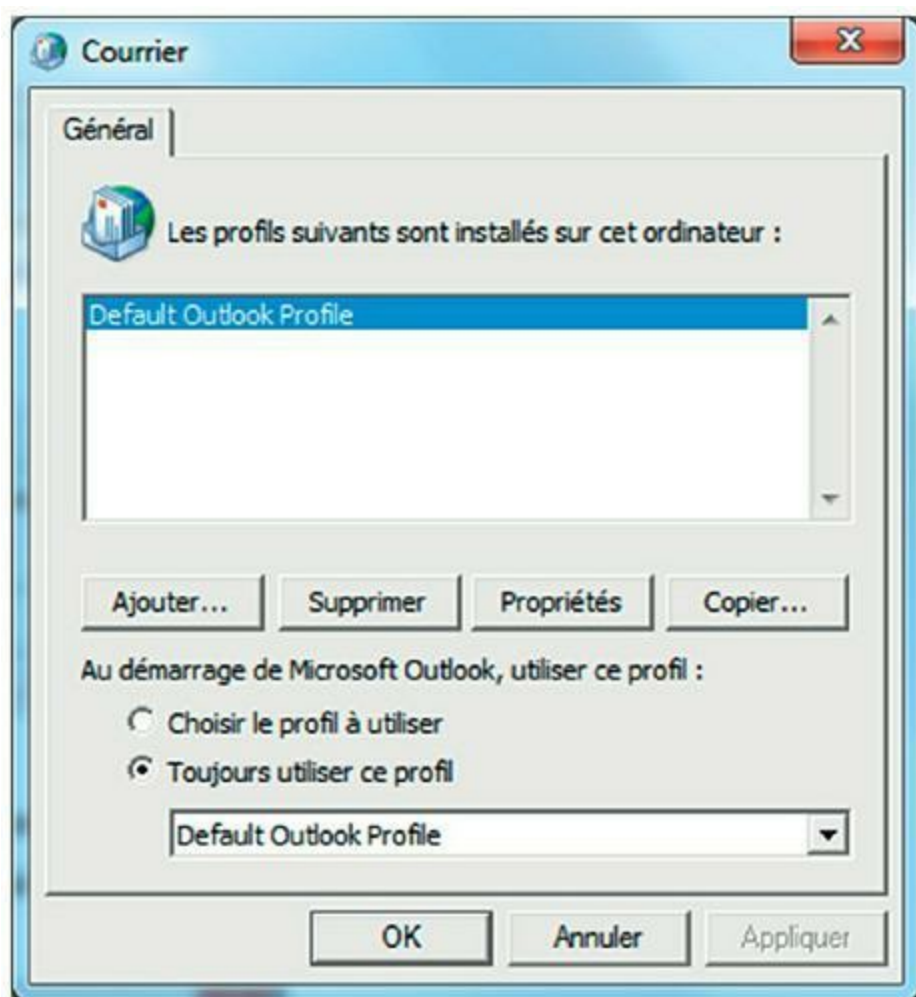 Courrier
Général
Les profils suivants sont installés sur cet ordinateur :
Default Outlook Profile
Ajouter... Supprimer Propriétés Copier...
Au démarrage de Microsoft Outlook, utiliser ce profil :
Choisir le profil à utiliser
Toujours utiliser ce profil
Default Outlook Profile
OK Annuler Appliquer